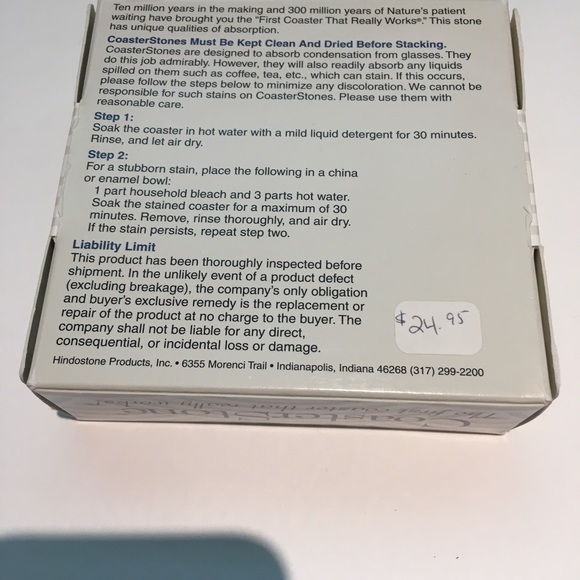 Ten million years in the making and 300 million years of Nature's patient
waiting have brought you the "First Coaster That Really Works®." This stone
has unique qualities of absorption.
CoasterStones Must Be Kept Clean And Dried Before Stacking.
CoasterStones are designed to absorb condensation from glasses. They
do this job admirably. However, they will also readily absorb any liquids
spilled on them such as coffee, tea, etc., which can stain. If this occurs,
please follow the steps below to minimize any discoloration. We cannot be
responsible for such stains on CoasterStones. Please use them with
reasonable care.
Step 1:
Soak the coaster in hot water with a mild liquid detergent for 30 minutes.
Rinse, and let air dry.
Step 2:
For a stubborn stain, place the following in a china
or enamel bowl:
1 part household bleach and 3 parts hot water.
Soak the stained coaster for a maximum of 30
minutes. Remove, rinse thoroughly, and air dry.
If the stain persists, repeat step two.
Liability Limit
This product has been thoroughly inspected before
shipment. In the unlikely event of a product defect
(excluding breakage), the company's only obligation
and buyer's exclusive remedy is the replacement or
repair of the product at no charge to the buyer. The
company shall not be liable for any direct,
consequential, or incidental loss or damage.
$24.95
Hindostone Products, Inc. • 6355 Morenci Trail • Indianapolis, Indiana 46268 (317) 299-2200
CoasterStone
The first coaster that really works!